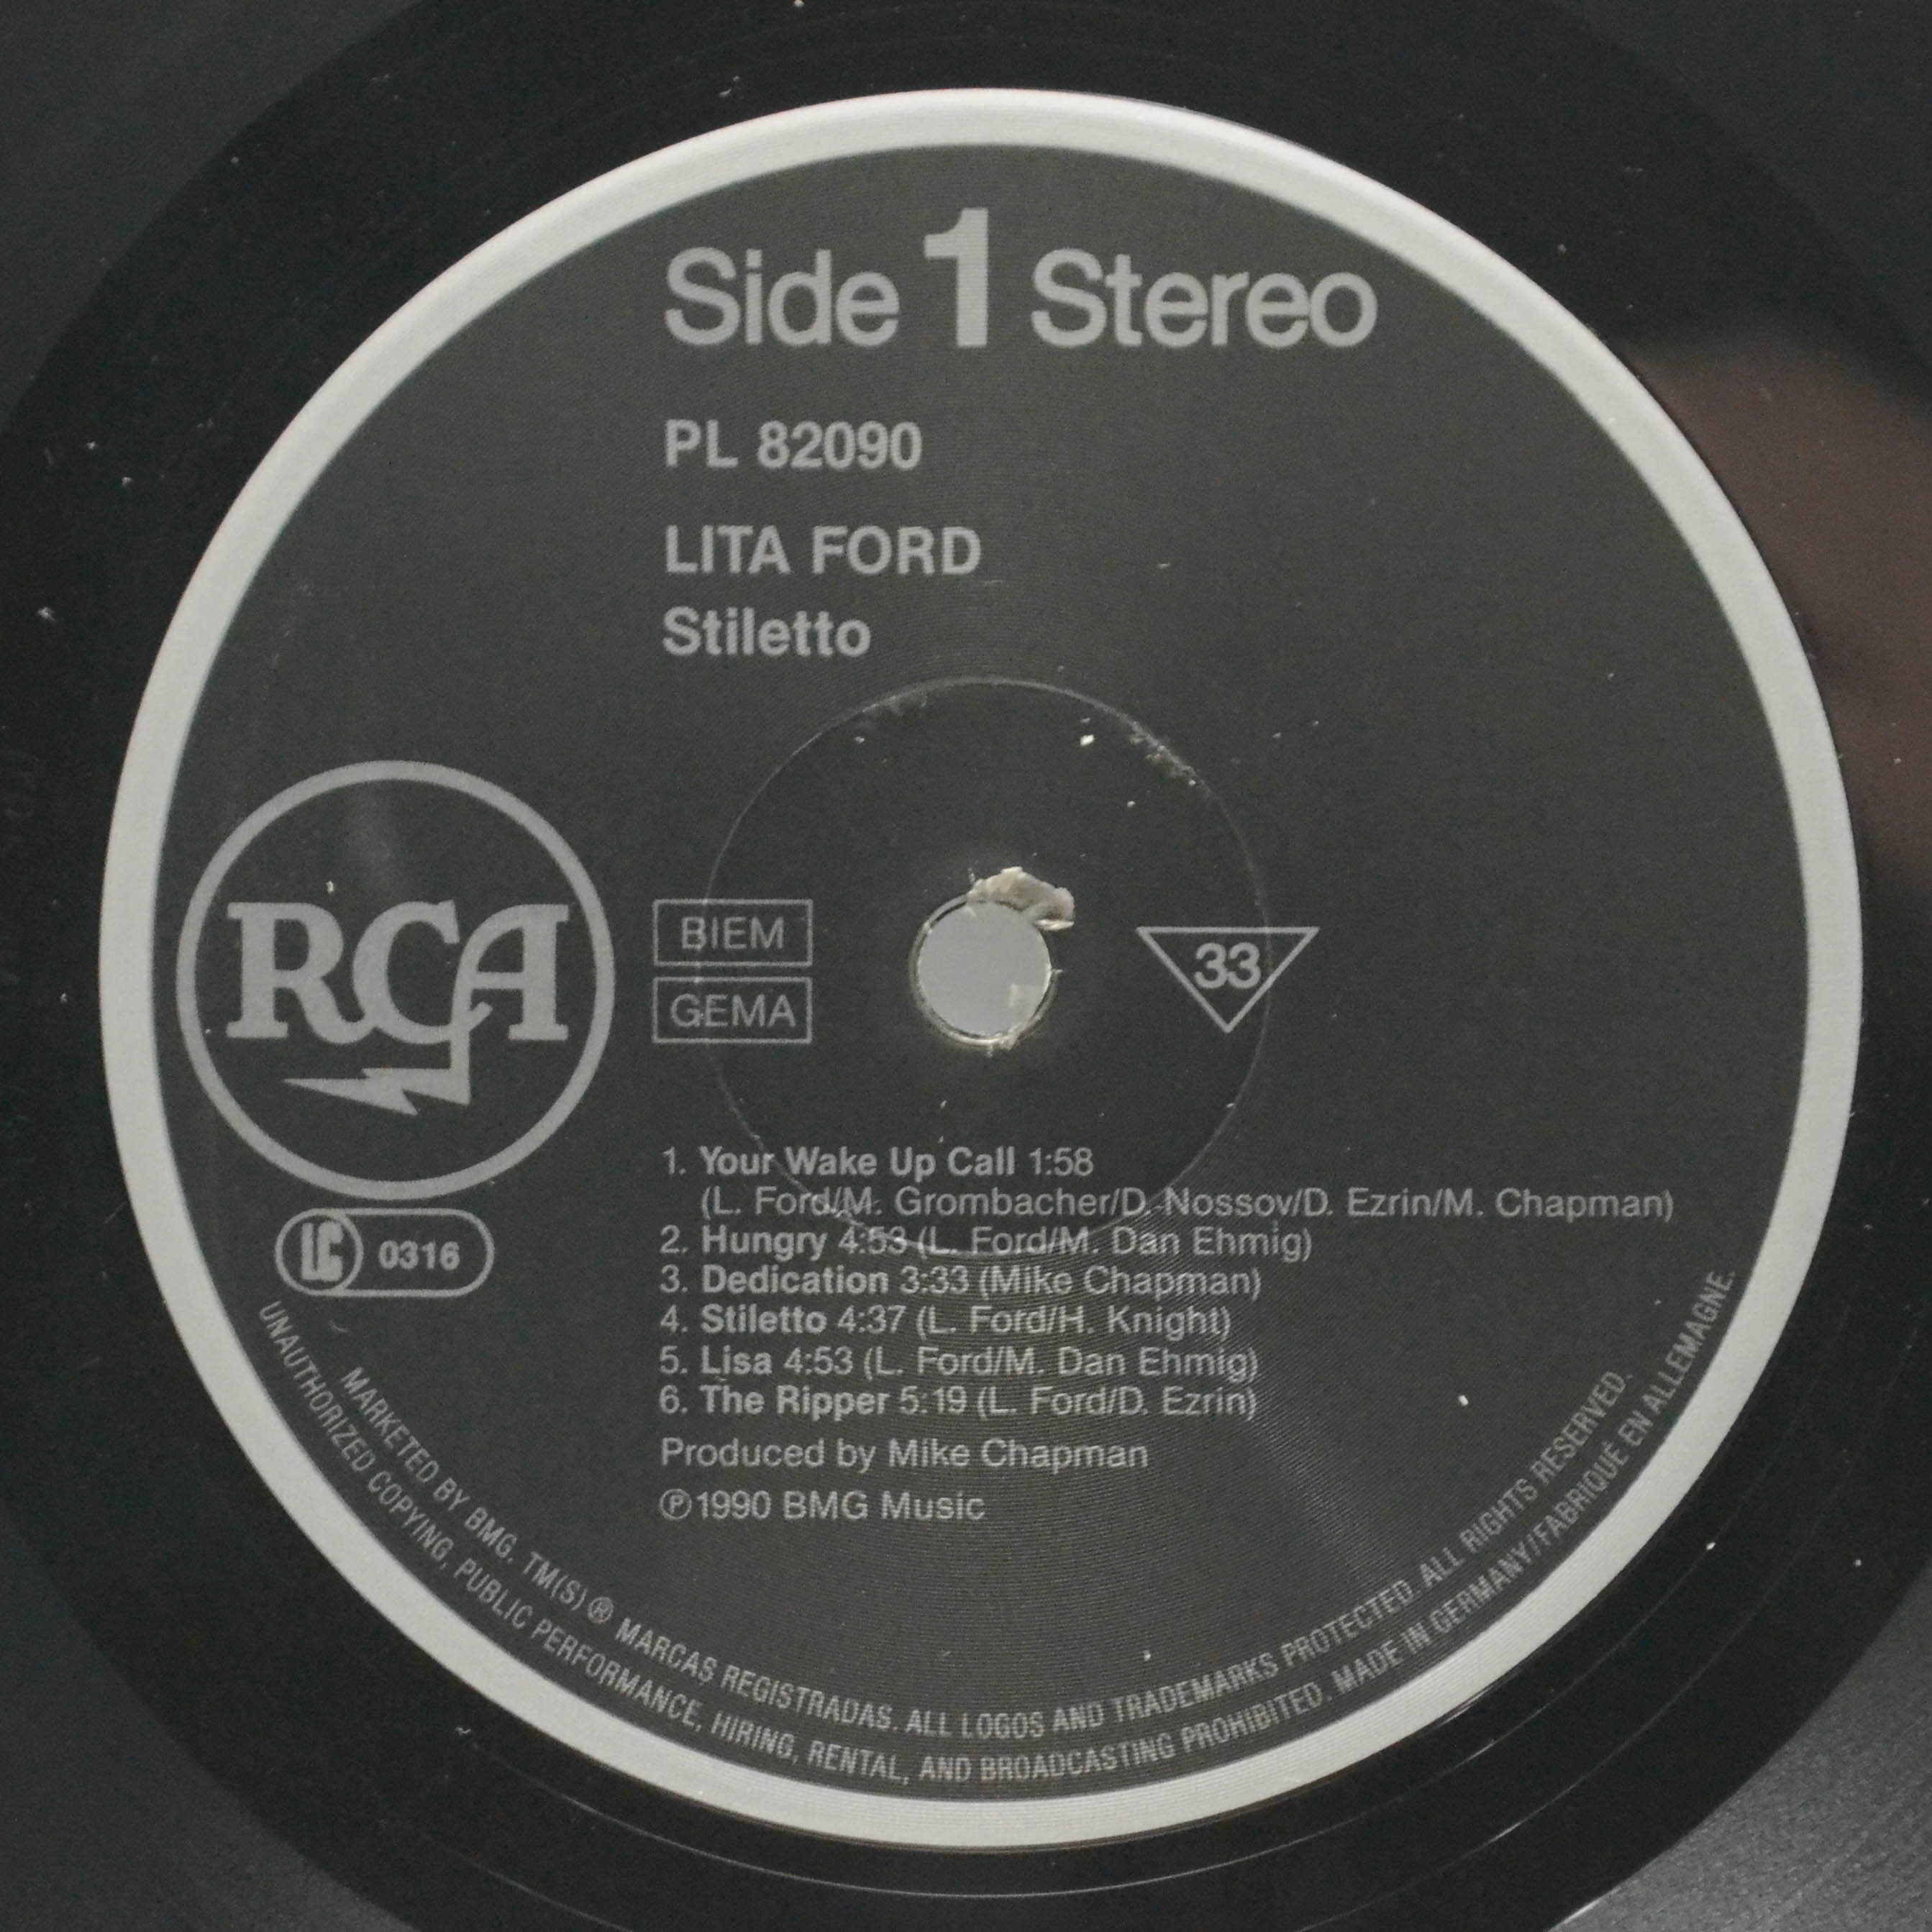 Side 1 Stereo
PL 82090
LITA FORD
Stiletto
RCA
BIEM
GEMA
33
LC 0316
1. Your Wake Up Call 1:58
(L. Ford/M. Grombacher/D. Nossov/D. Ezrin/M. Chapman)
2. Hungry 4:53 (L. Ford/M. Dan Ehmig)
3. Dedication 3:33 (Mike Chapman)
4. Stiletto 4:37 (L. Ford/H. Knight)
5. Lisa 4:53 (L. Ford/M. Dan Ehmig)
6. The Ripper 5:19 (L. Ford/D. Ezrin)
Produced by Mike Chapman
℗1990 BMG Music
MARKETED BY BMG. TM(S) ® MARCAS REGISTRADAS. ALL LOGOS AND TRADEMARKS PROTECTED. ALL RIGHTS RESERVED.
UNAUTHORIZED COPYING, PUBLIC PERFORMANCE, HIRING, RENTAL, AND BROADCASTING PROHIBITED. MADE IN GERMANY/FABRIQUÉ EN ALLEMAGNE.